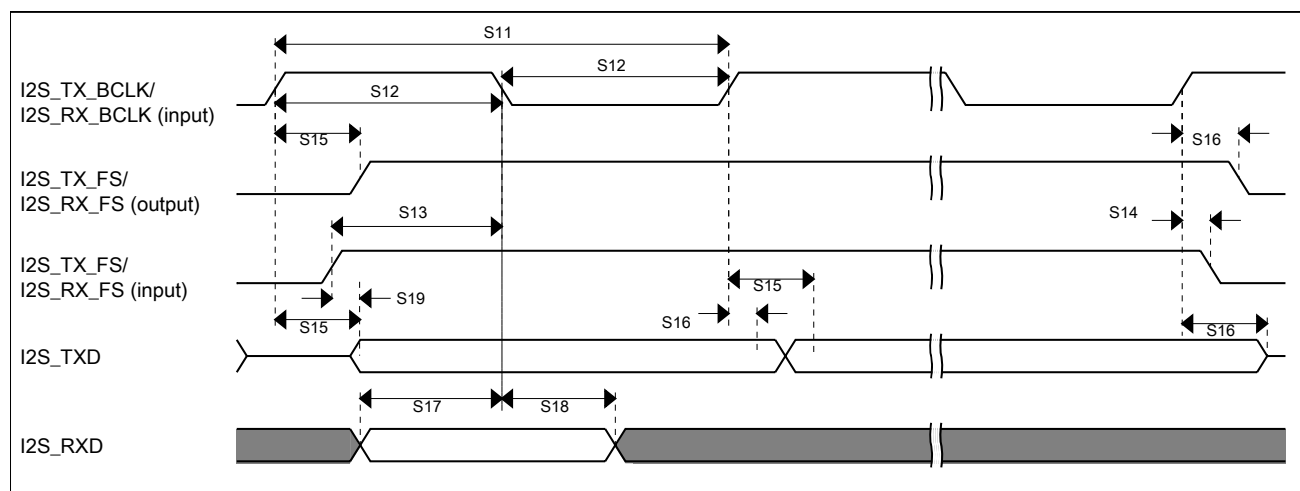 S11
S12
I2S_TX_BCLK/
I2S_RX_BCLK (input)
S12
S15
S16
I2S_TX_FS/
I2S_RX_FS (output)
S13
S14
I2S_TX_FS/
I2S_RX_FS (input)
S15
S19
S16
S15
S16
I2S_TXD
S17
S18
I2S_RXD